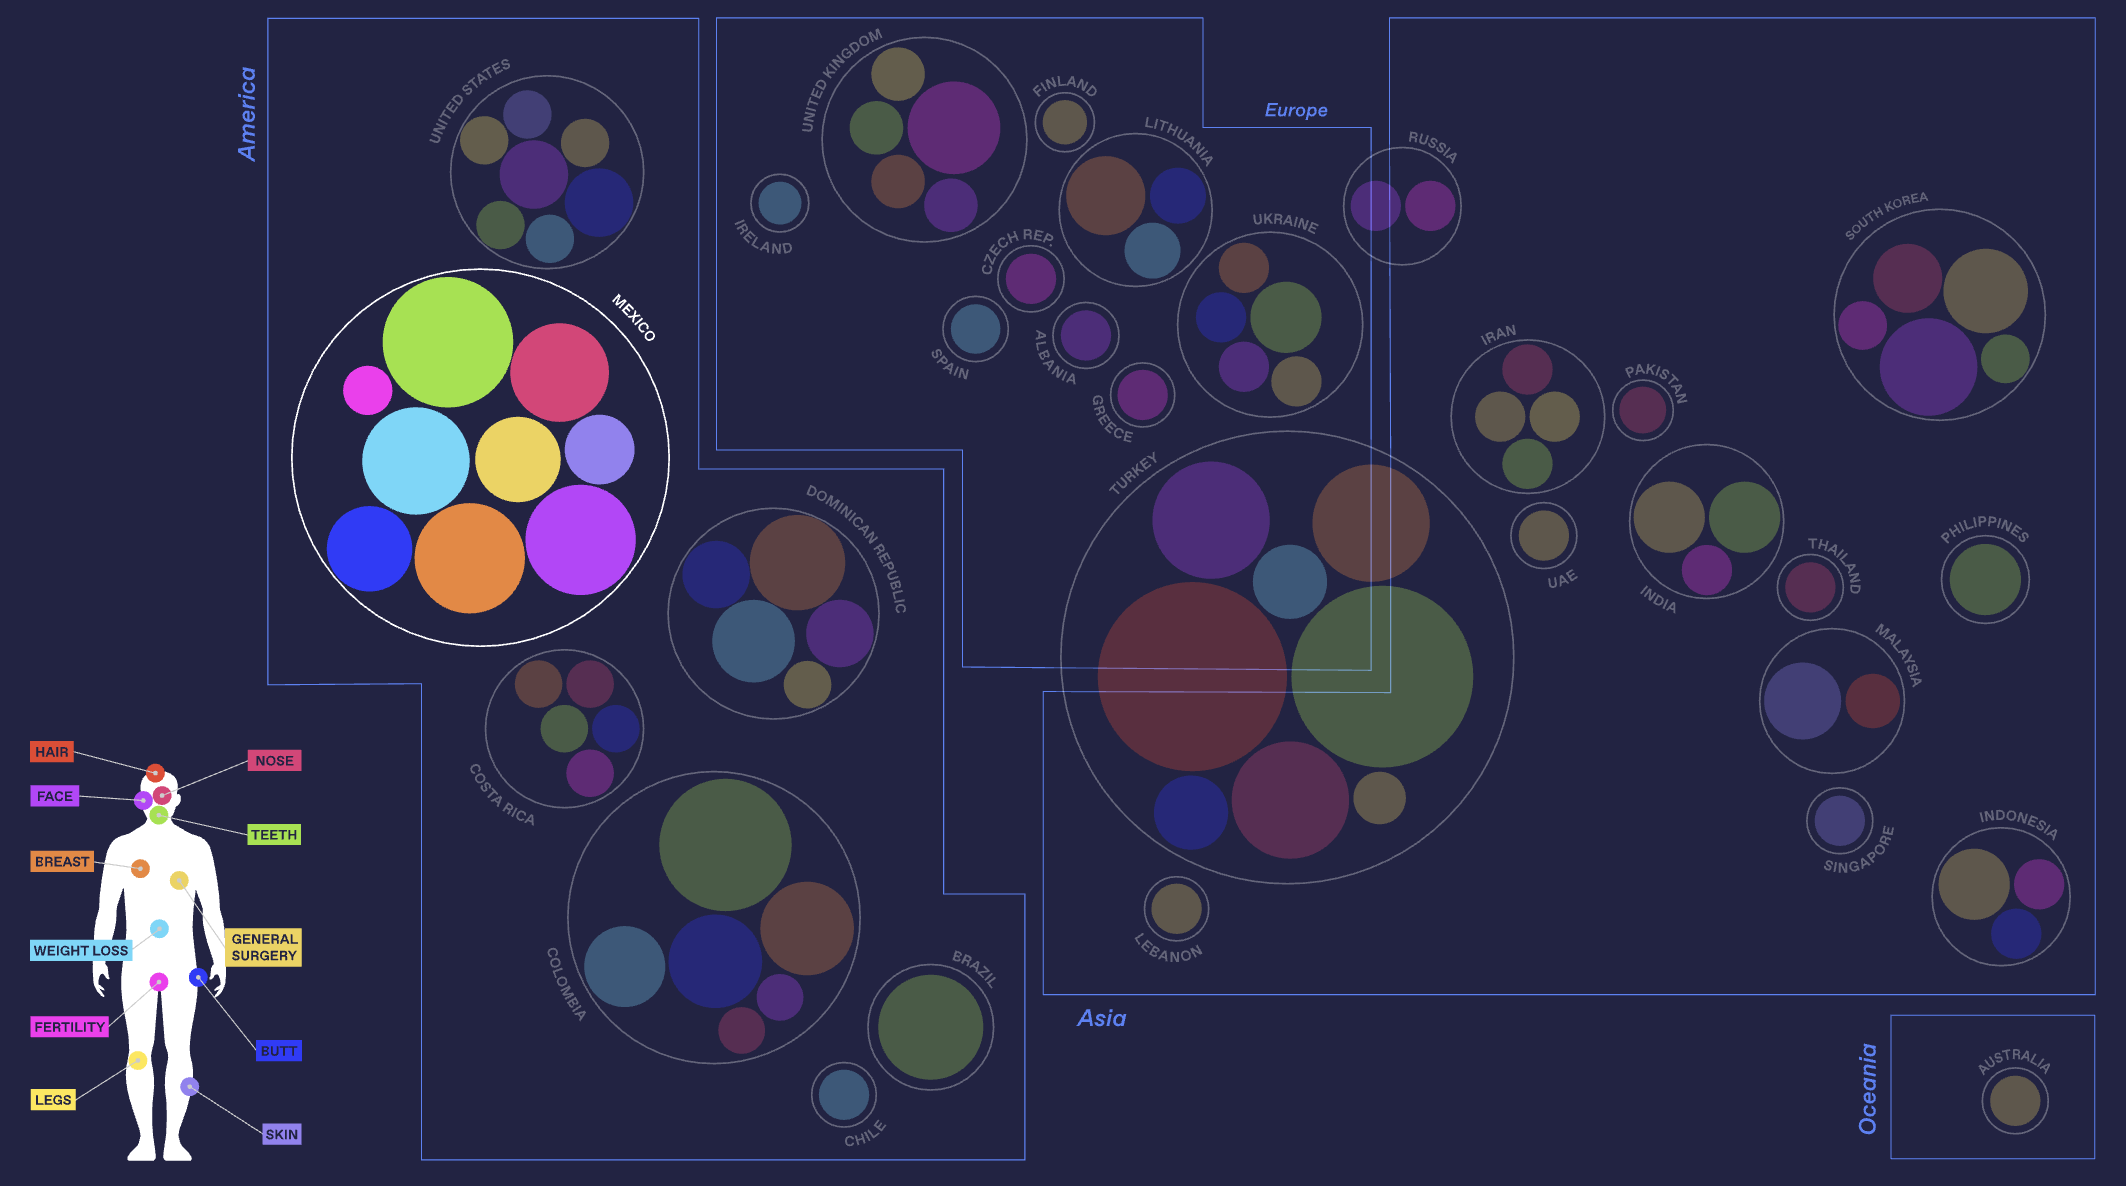 America
UNITED STATES
MEXICO
DOMINICAN REPUBLIC
COSTA RICA
COLOMBIA
BRAZIL
CHILE
Europe
UNITED KINGDOM
FINLAND
LITHUANIA
IRELAND
CZECH REP.
UKRAINE
SPAIN
ALBANIA
GREECE
RUSSIA
TURKEY
LEBANON
IRAN
PAKISTAN
UAE
INDIA
THAILAND
PHILIPPINES
MALAYSIA
SINGAPORE
INDONESIA
SOUTH KOREA
Asia
Oceania
AUSTRALIA
HAIR
NOSE
FACE
TEETH
BREAST
GENERAL
SURGERY
WEIGHT LOSS
FERTILITY
BUTT
LEGS
SKIN